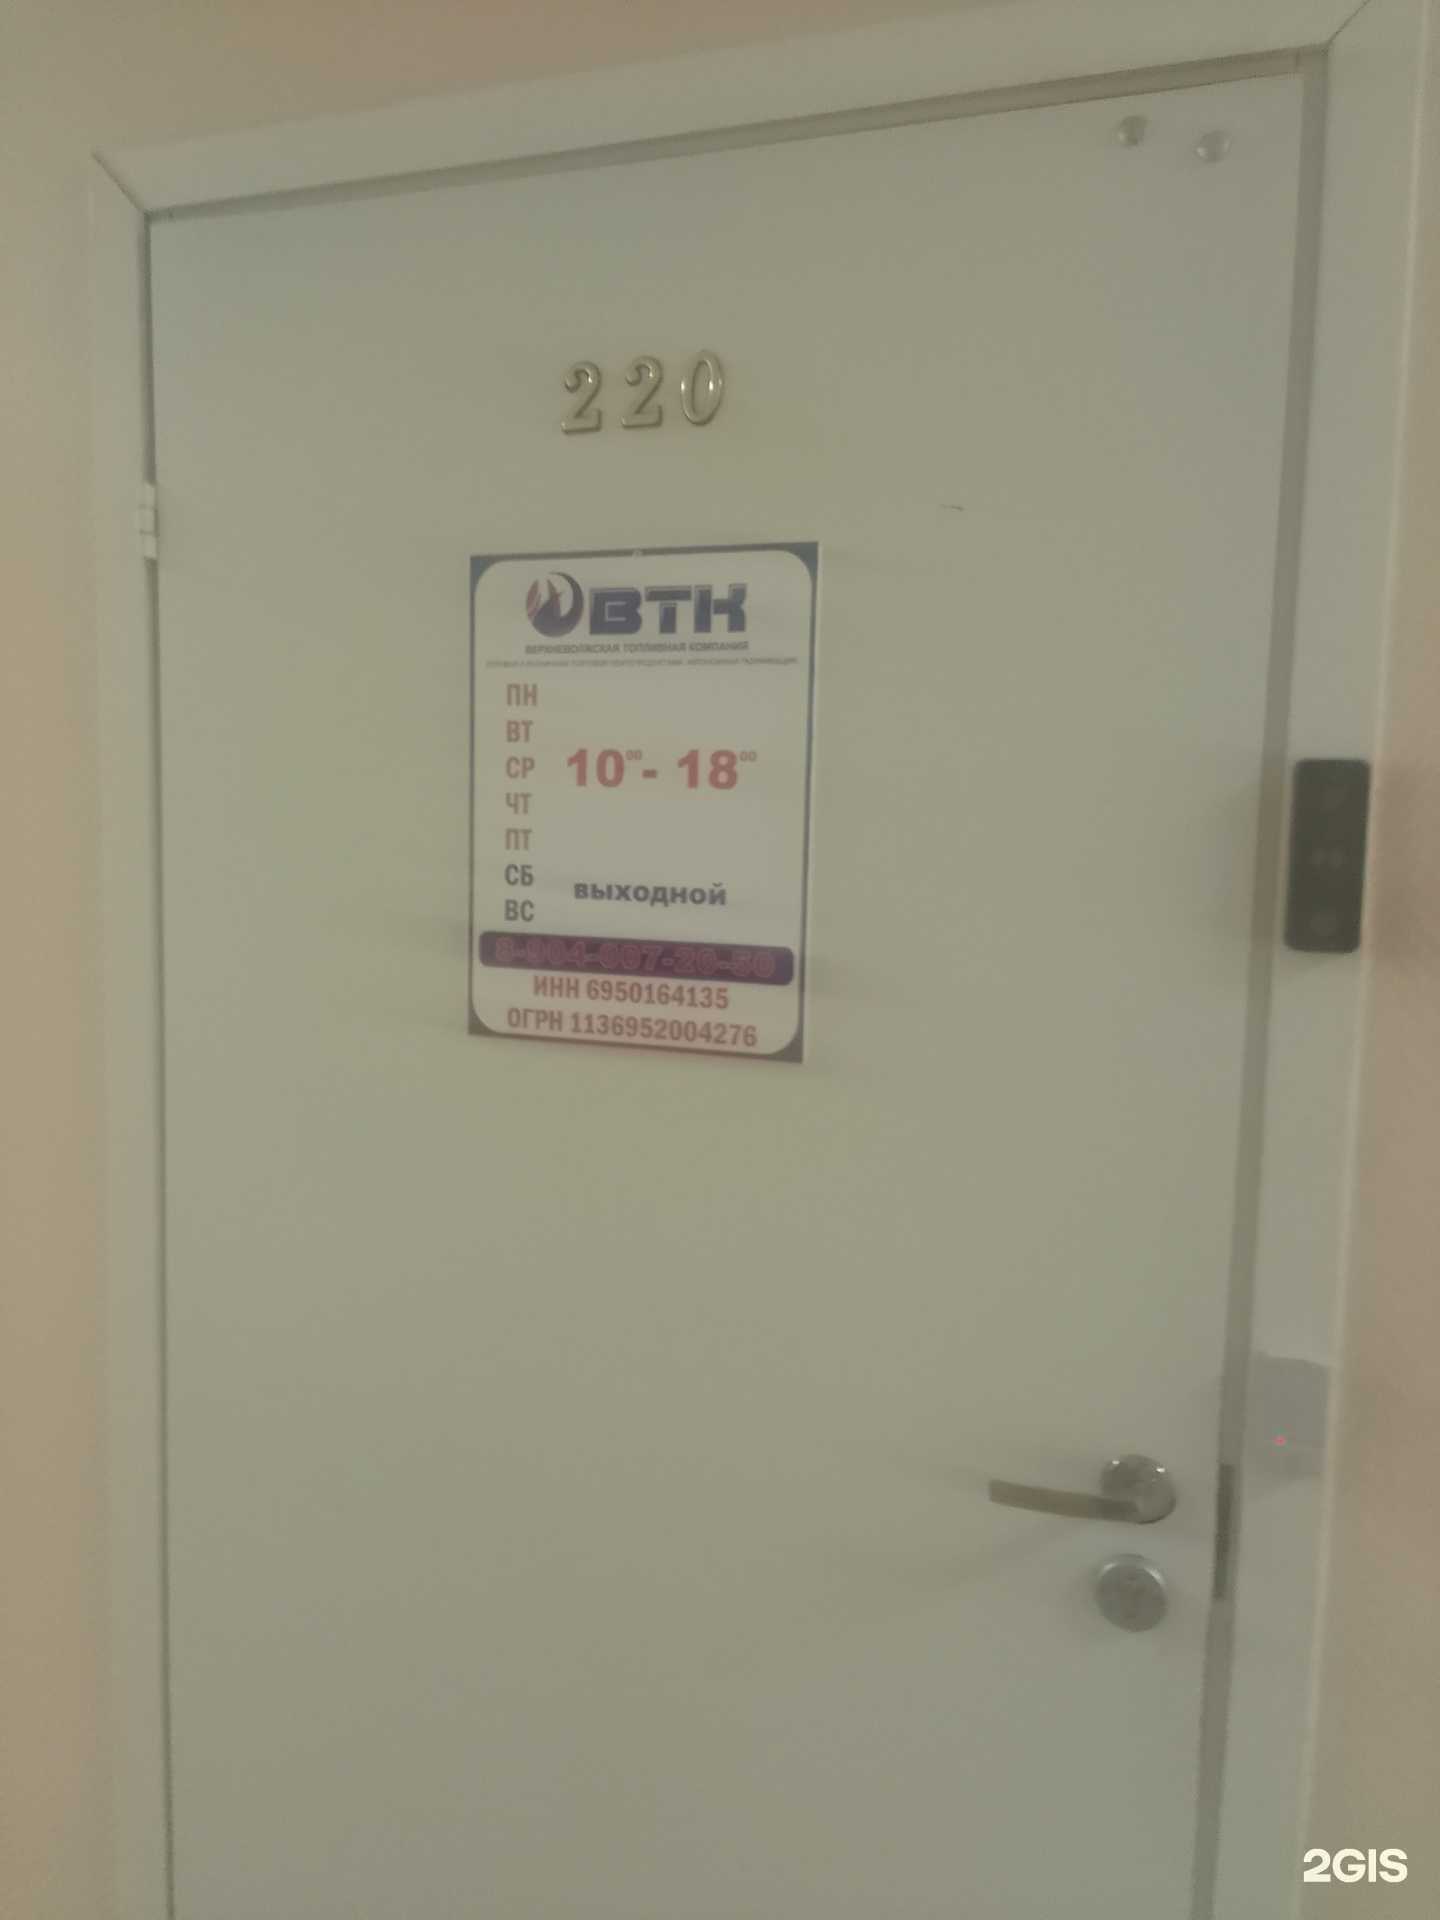 220
ВТК
ВЕРХНЕВОЛЖСКАЯ ТОПЛИВНАЯ КОМПАНИЯ
ПН
ВТ
СР 10⁰⁰ - 18⁰⁰
ЧТ
ПТ
СБ
выходной
ВС
ИНН 6950164135
ОГРН 1136952004276
2GIS